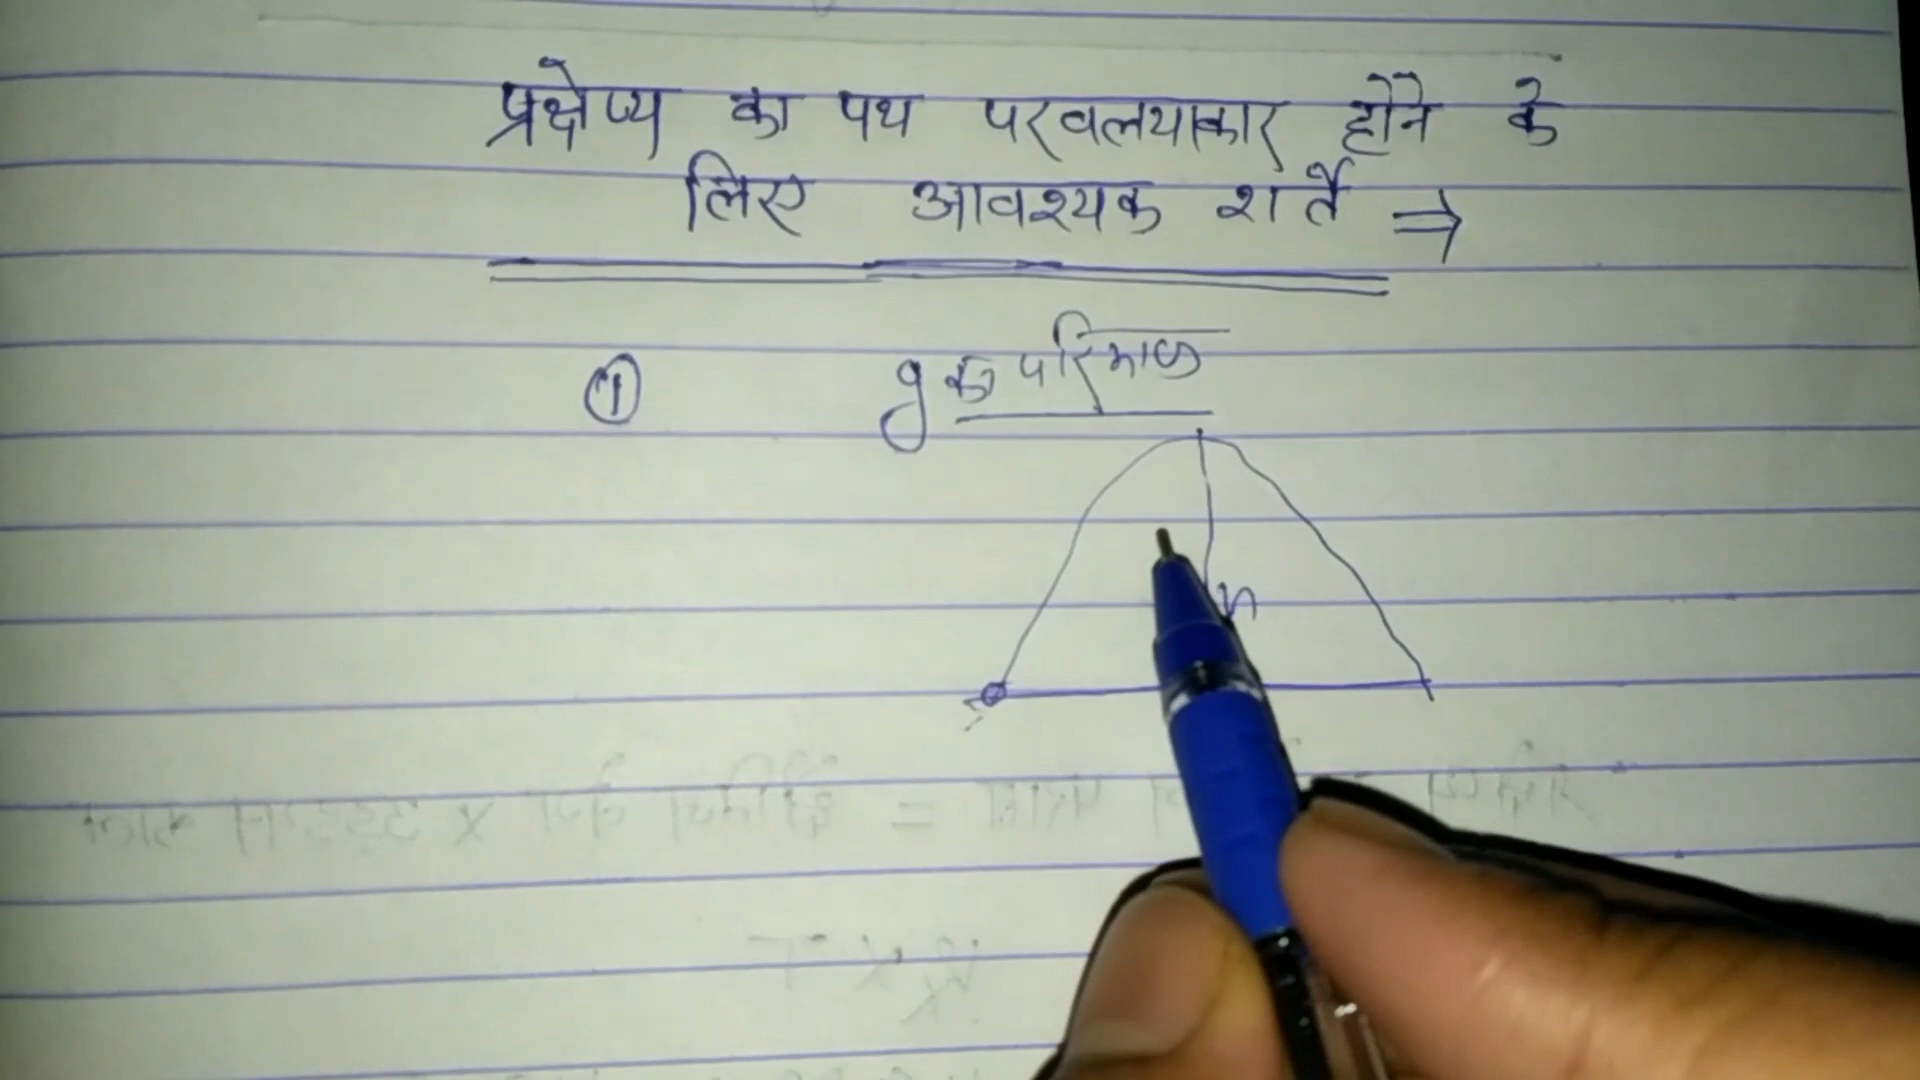 प्रक्षेप्य का पथ परवलयाकार होने के
लिए आवश्यक शर्ते ⇒
① g का परिमाण
h